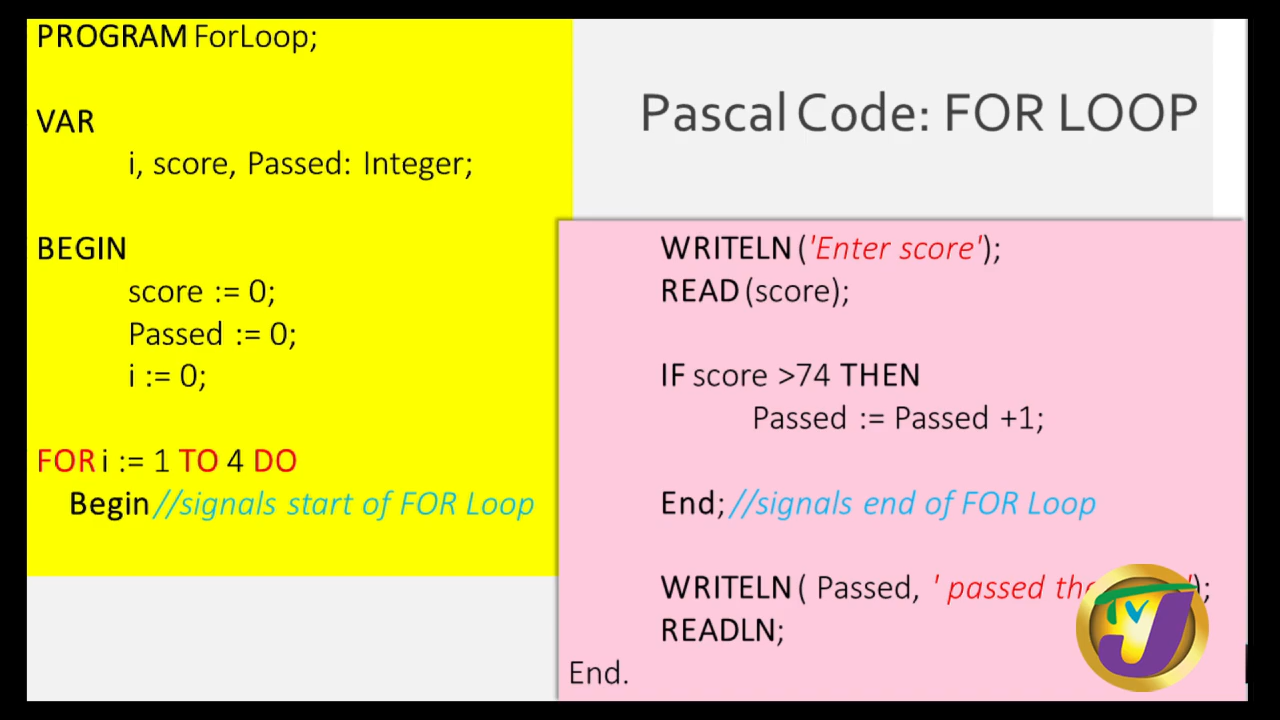 PROGRAM ForLoop;
VAR
i, score, Passed: Integer;
BEGIN
score := 0;
Passed := 0;
i := 0;
FOR i := 1 TO 4 DO
Begin //signals start of FOR Loop
Pascal Code: FOR LOOP
WRITELN ('Enter score');
READ (score);
IF score >74 THEN
Passed := Passed +1;
End; //signals end of FOR Loop
WRITELN ( Passed, ' passed ');
READLN;
End.
TVJ